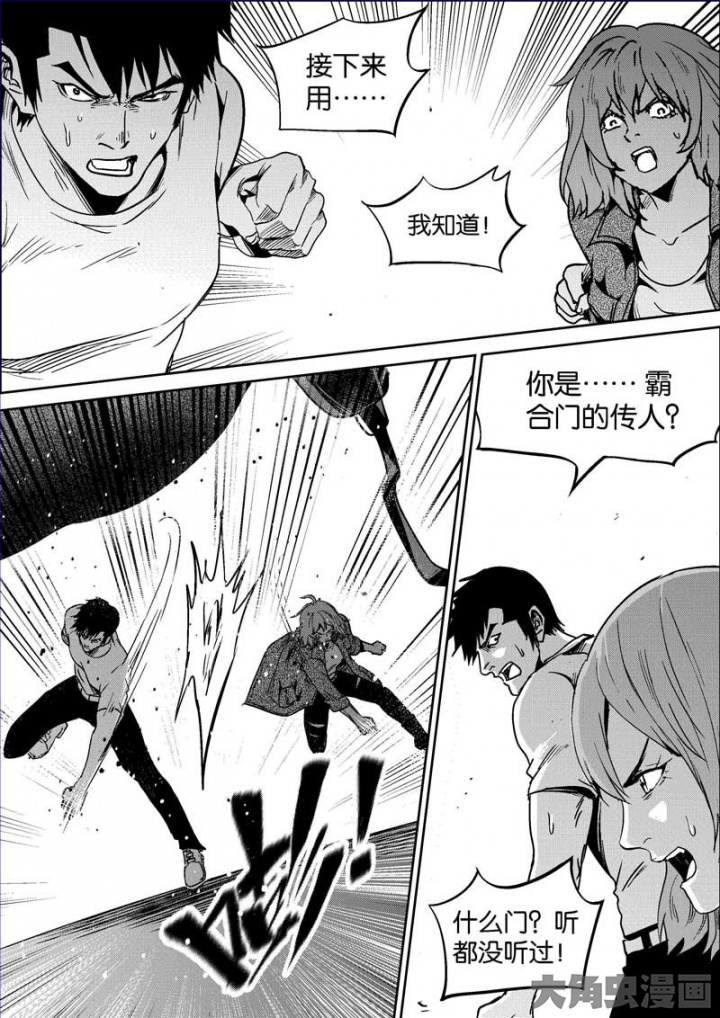 接下来
用……
我知道！
你是……霸
合门的传人？
什么门？听
都没听过！
大角虫漫画